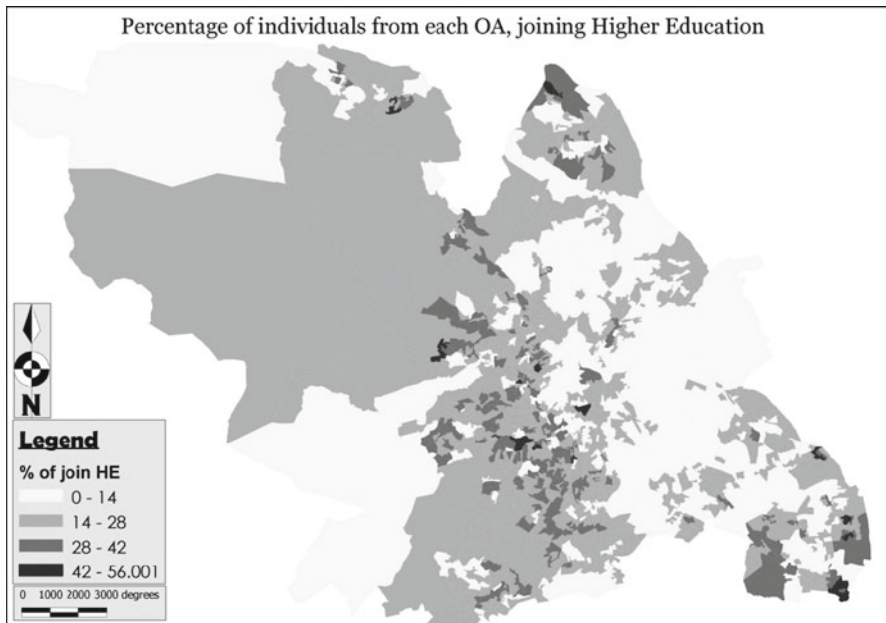 Percentage of individuals from each OA, joining Higher Education
N
Legend
% of join HE
0 - 14
14 - 28
28 - 42
42 - 56.001
0 1000 2000 3000 degrees